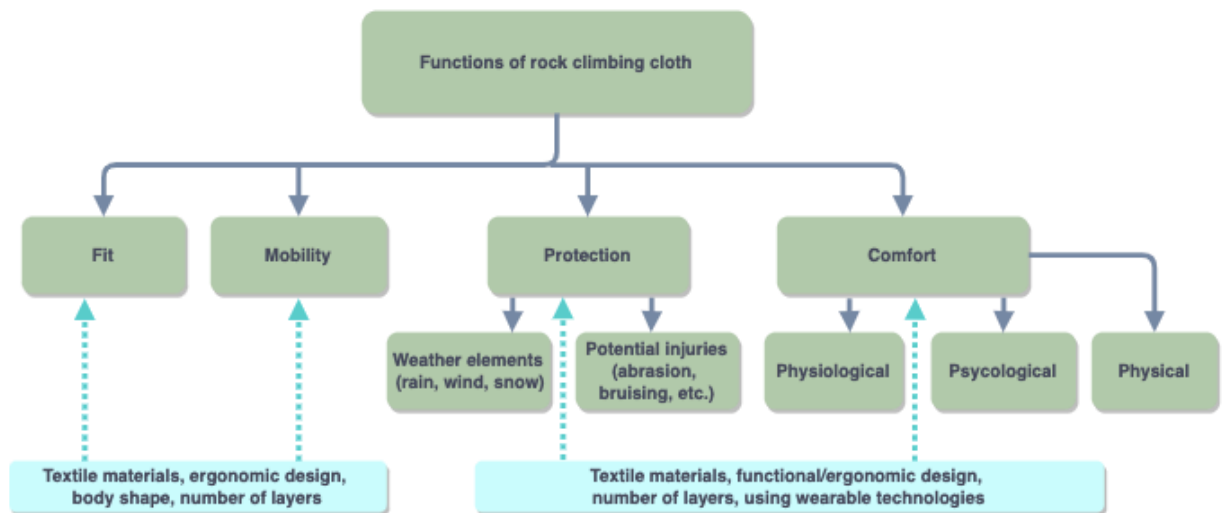 Functions of rock climbing cloth
Fit
Mobility
Protection
Comfort
Weather elements
(rain, wind, snow)
Potential injuries
(abrasion,
bruising, etc.)
Physiological
Psycological
Physical
Textile materials, ergonomic design,
body shape, number of layers
Textile materials, functional/ergonomic design,
number of layers, using wearable technologies